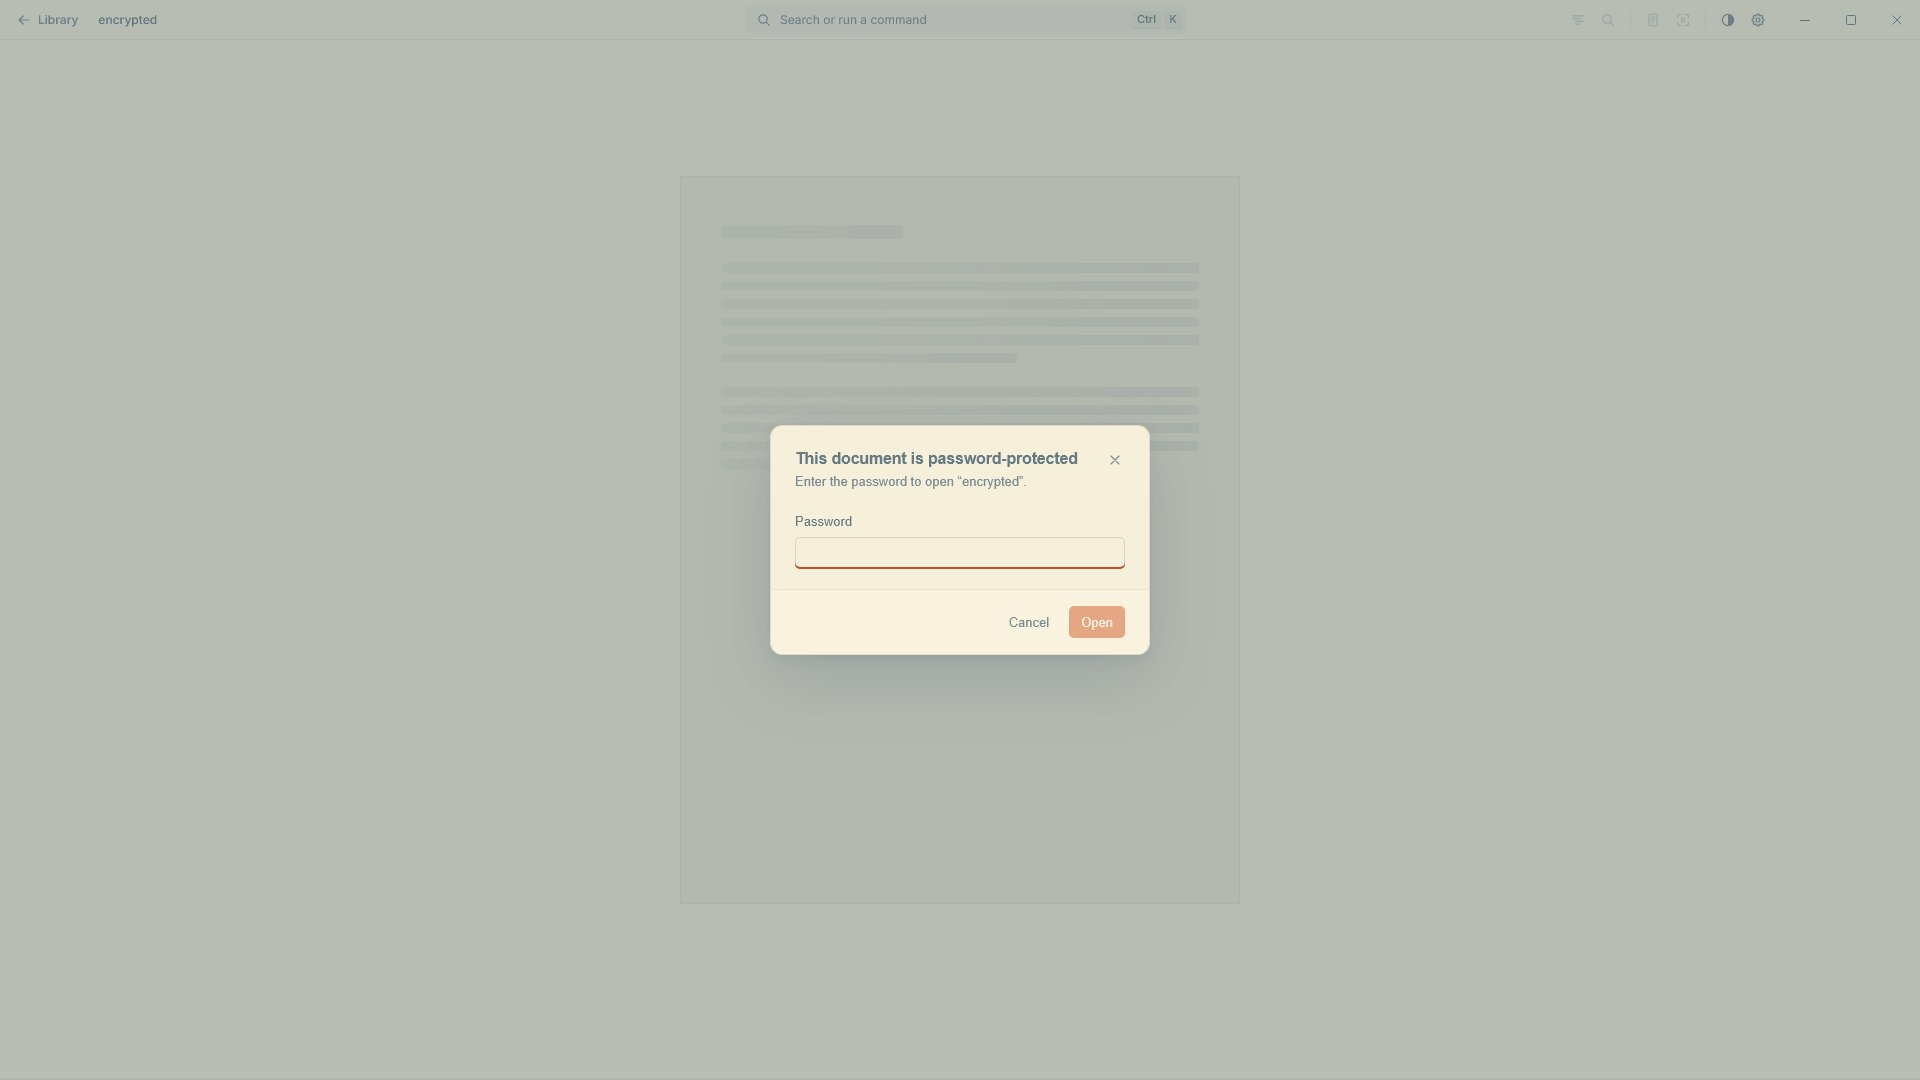 Library
encrypted
Search or run a command
Ctrl K
This document is password-protected
Enter the password to open “encrypted”.
Password
Cancel
Open